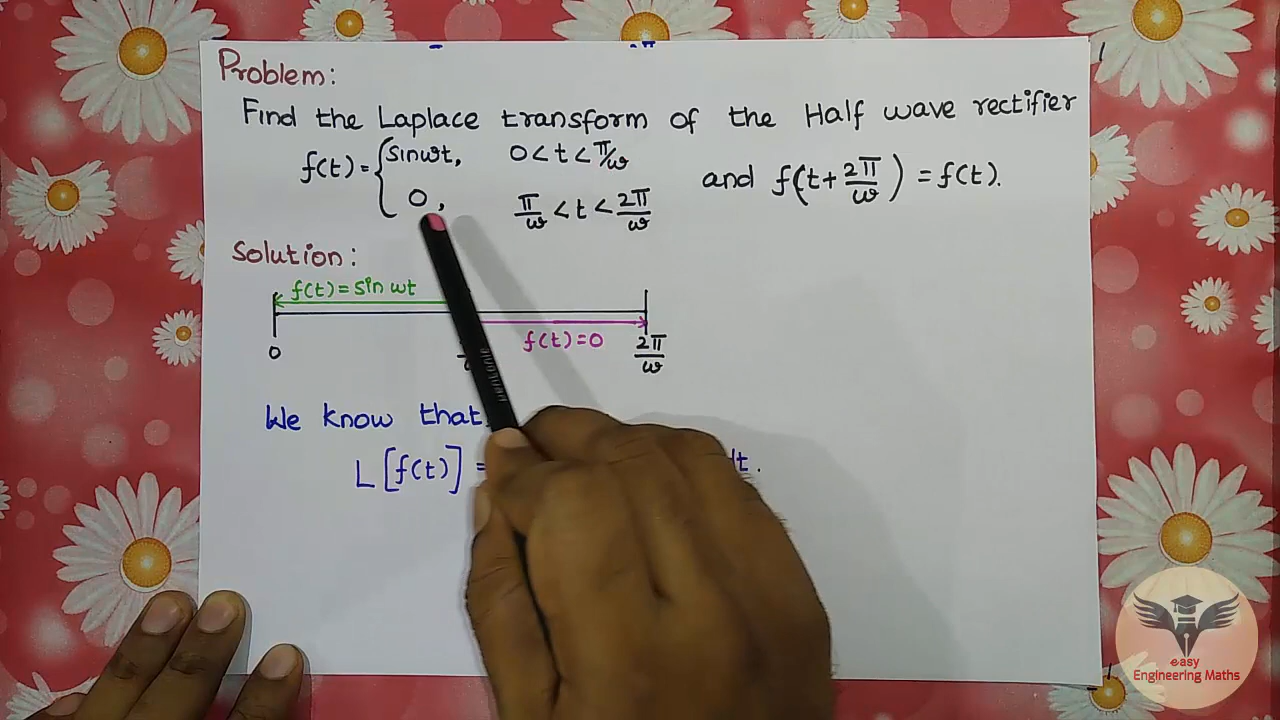 Problem:
Find the Laplace transform of the Half wave rectifier
f(t) = { sinωt, 0 < t < π/ω
0, π/ω < t < 2π/ω
and f(t + 2π/ω) = f(t).
Solution:
f(t) = sin ωt
f(t) = 0
0 2π/ω
We know that
L[f(t)] = dt.
easy
Engineering Maths